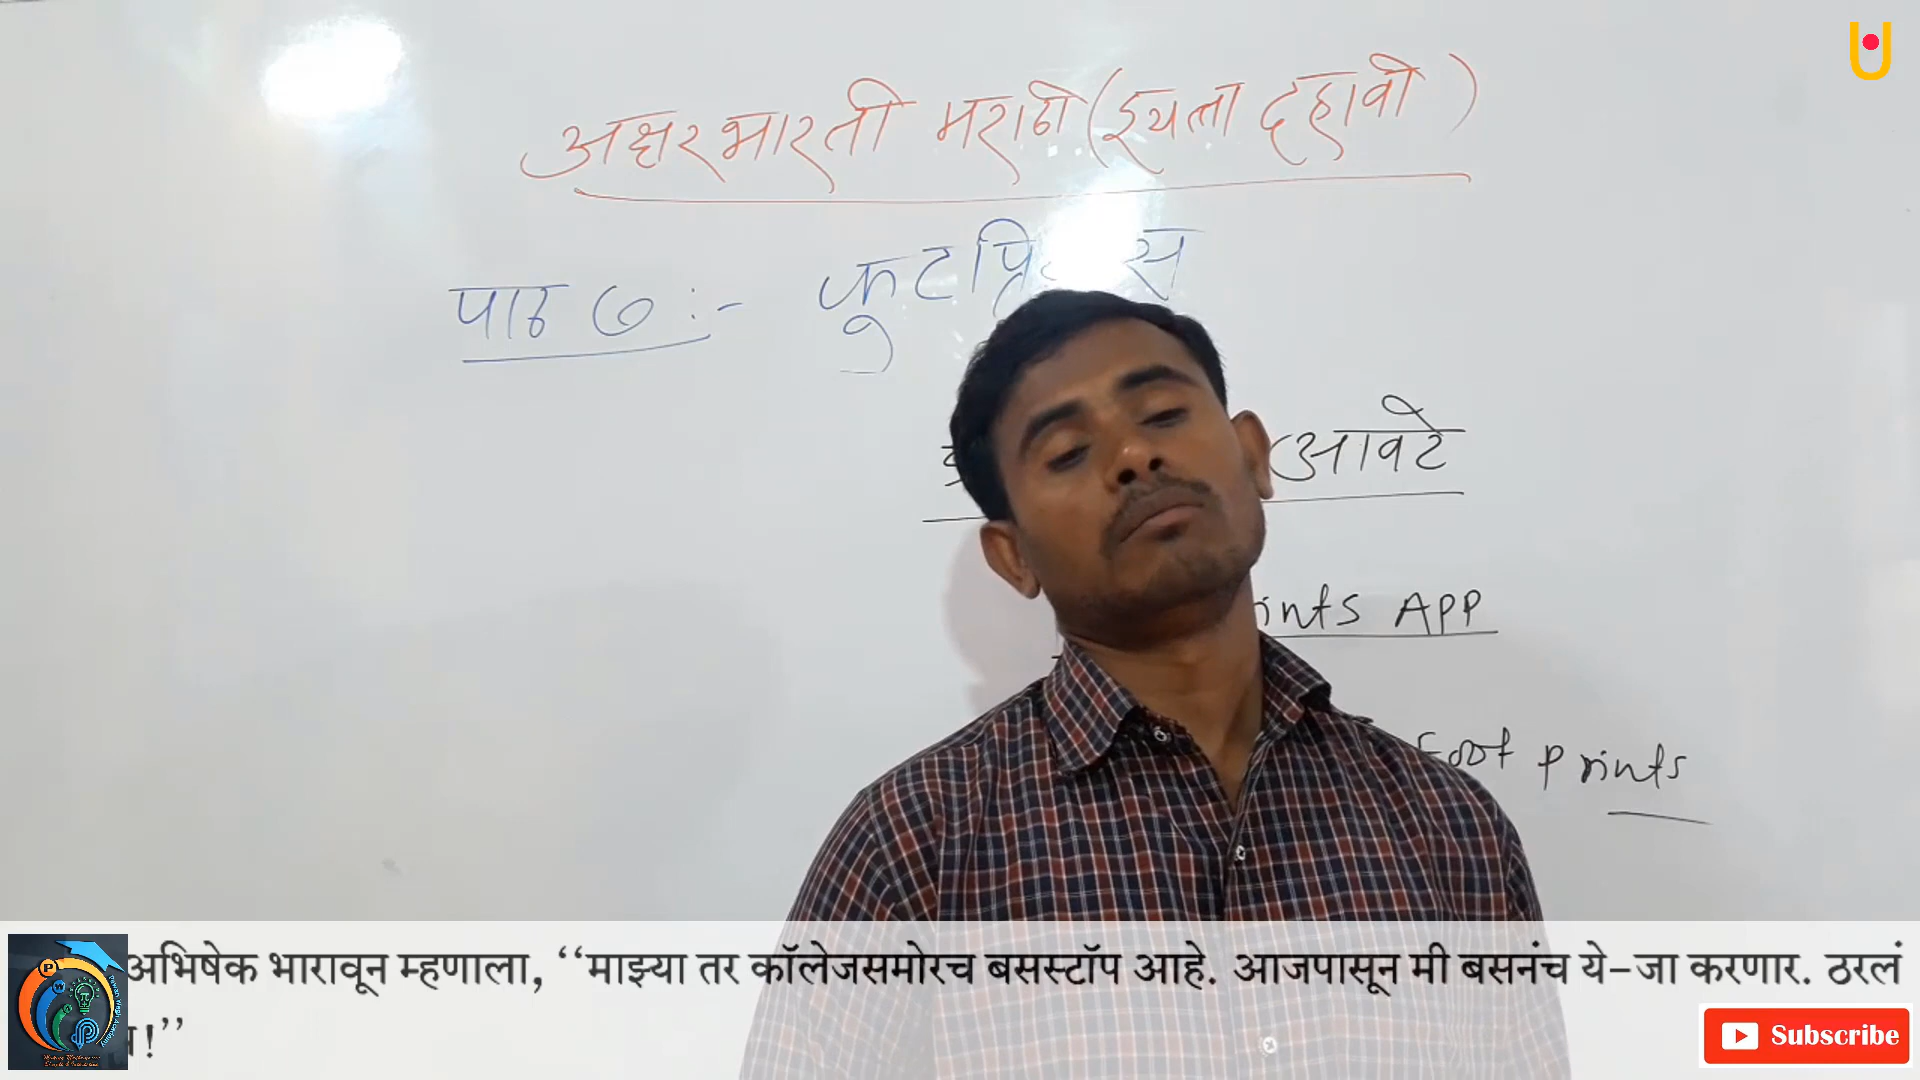 अक्षरभारती मराठी (इयत्ता दहावी)
पाठ ७ :- फूटप्रिं
आवटे
ints APP
Foot prints
अभिषेक भारावून म्हणाला, “माझ्या तर कॉलेजसमोरच बसस्टॉप आहे. आजपासून मी बसनंच ये-जा करणार. ठरलं
!”
Subscribe